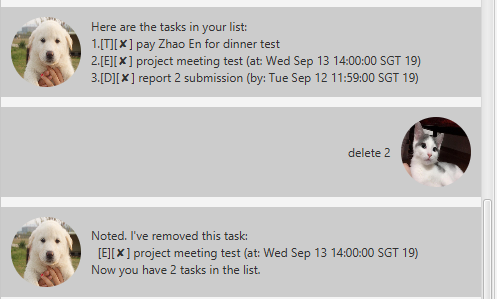 Here are the tasks in your list:
1.[T][✘] pay Zhao En for dinner test
2.[E][✘] project meeting test (at: Wed Sep 13 14:00:00 SGT 19)
3.[D][✘] report 2 submission (by: Tue Sep 12 11:59:00 SGT 19)
delete 2
Noted. I've removed this task:
[E][✘] project meeting test (at: Wed Sep 13 14:00:00 SGT 19)
Now you have 2 tasks in the list.